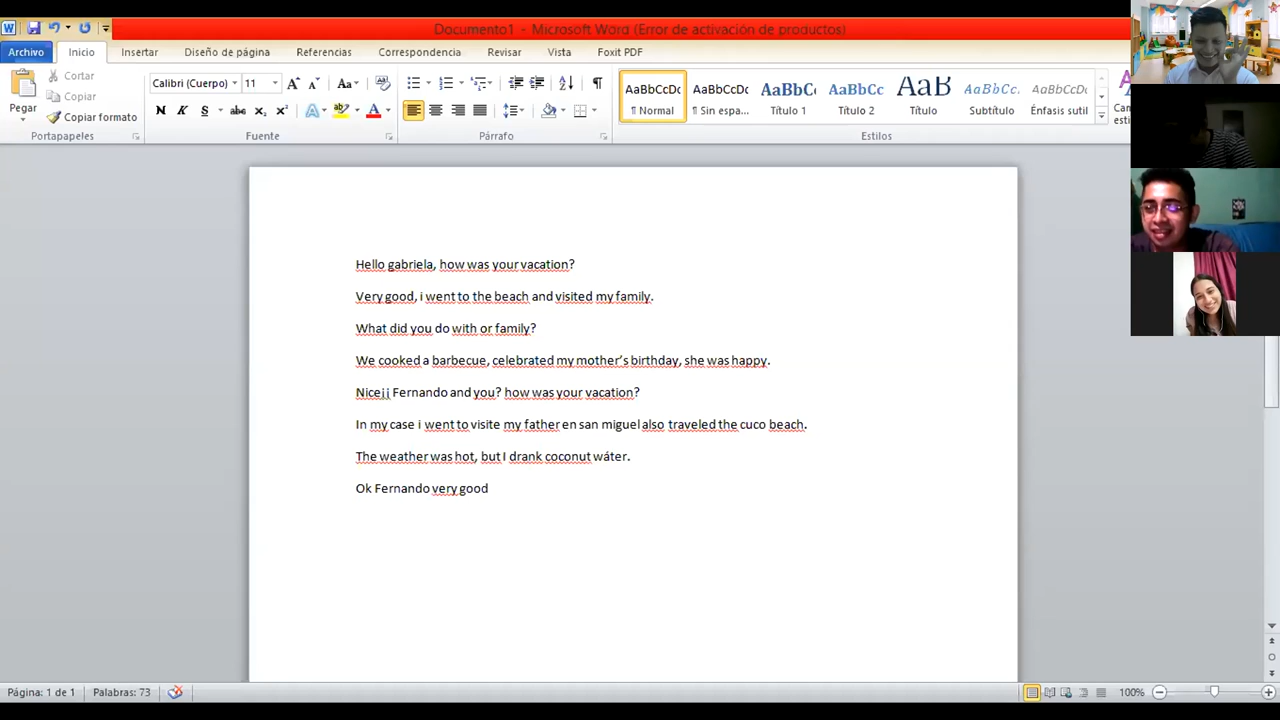 Documento1 - Microsoft Word (Error de activación de productos)
Archivo Inicio Insertar Diseño de página Referencias Correspondencia Revisar Vista Foxit PDF
Pegar
Cortar
Copiar
Copiar formato
Portapapeles
Calibri (Cuerpo) 11
Fuente
Párrafo
AaBbCcDc AaBbCcDc AaBbC AaBbCc AaB AaBbCcDc AaBbCcDc
¶ Normal ¶ Sin espa... Título 1 Título 2 Título Subtítulo Énfasis sutil
Estilos
Hello gabriela, how was your vacation?
Very good, i went to the beach and visited my family.
What did you do with or family?
We cooked a barbecue, celebrated my mother’s birthday, she was happy.
Nice¡¡ Fernando and you? how was your vacation?
In my case i went to visite my father en san miguel also traveled the cuco beach.
The weather was hot, but I drank coconut wáter.
Ok Fernando very good
Página: 1 de 1 Palabras: 73 100%